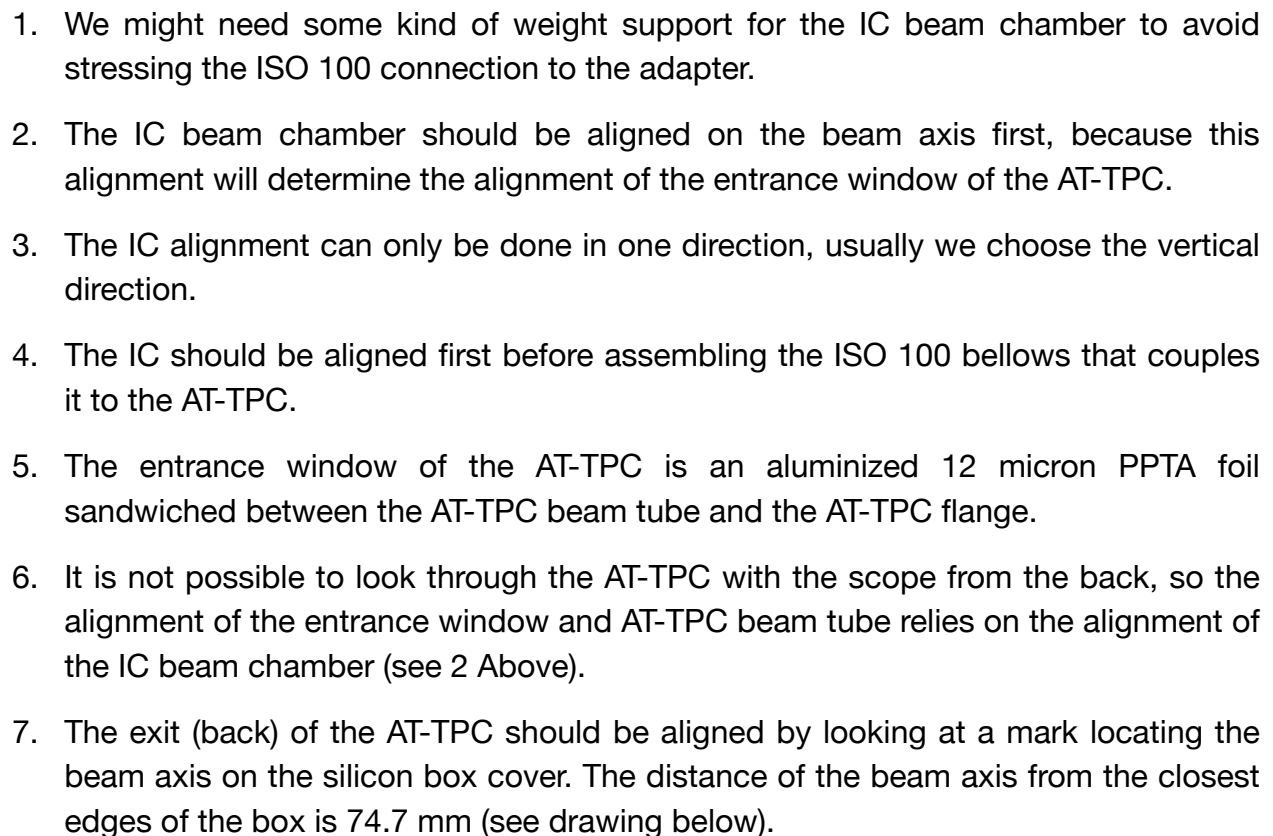 1. We might need some kind of weight support for the IC beam chamber to avoid
stressing the ISO 100 connection to the adapter.
2. The IC beam chamber should be aligned on the beam axis first, because this
alignment will determine the alignment of the entrance window of the AT-TPC.
3. The IC alignment can only be done in one direction, usually we choose the vertical
direction.
4. The IC should be aligned first before assembling the ISO 100 bellows that couples
it to the AT-TPC.
5. The entrance window of the AT-TPC is an aluminized 12 micron PPTA foil
sandwiched between the AT-TPC beam tube and the AT-TPC flange.
6. It is not possible to look through the AT-TPC with the scope from the back, so the
alignment of the entrance window and AT-TPC beam tube relies on the alignment of
the IC beam chamber (see 2 Above).
7. The exit (back) of the AT-TPC should be aligned by looking at a mark locating the
beam axis on the silicon box cover. The distance of the beam axis from the closest
edges of the box is 74.7 mm (see drawing below).